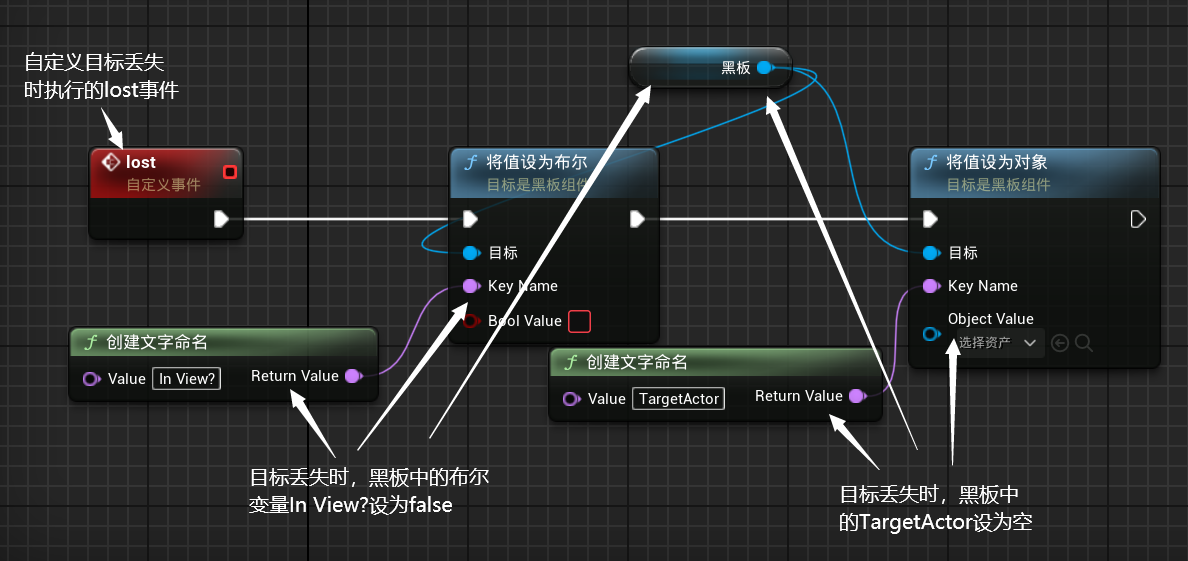 自定义目标丢失
时执行的lost事件
黑板
lost
自定义事件
将值设为布尔
目标是黑板组件
目标
Key Name
Bool Value
将值设为对象
目标是黑板组件
目标
Key Name
Object Value
选择资产
创建文字命名
Value In View? Return Value
创建文字命名
Value TargetActor Return Value
目标丢失时，黑板中的布尔
变量In View?设为false
目标丢失时，黑板中
的TargetActor设为空